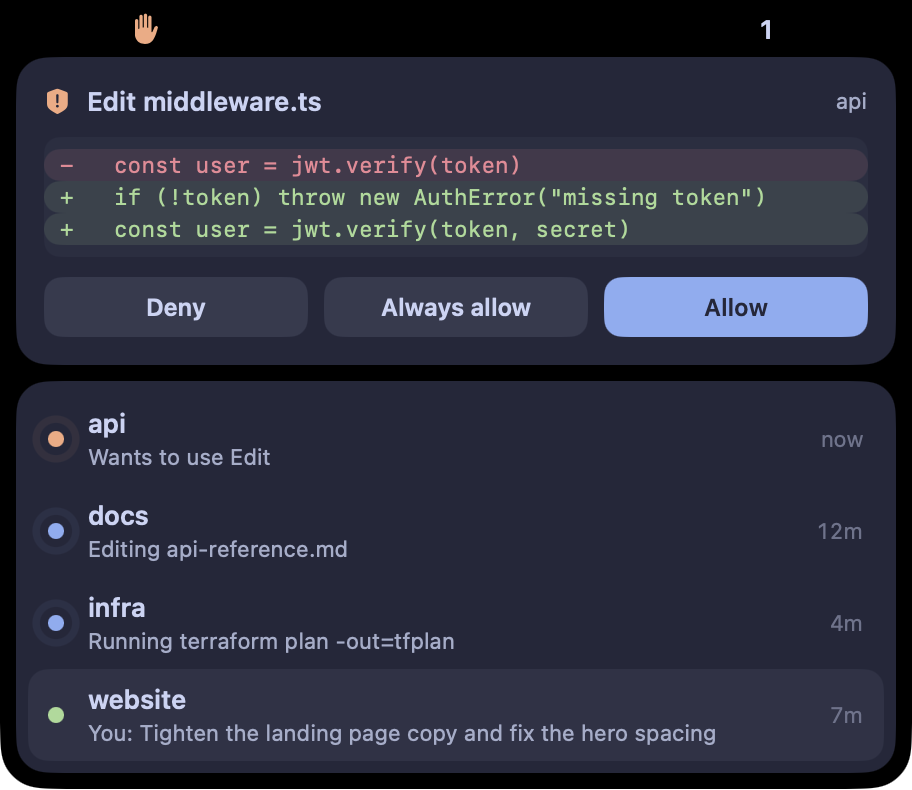 1
Edit middleware.ts
api
− const user = jwt.verify(token)
+ if (!token) throw new AuthError("missing token")
+ const user = jwt.verify(token, secret)
Deny
Always allow
Allow
api
now
Wants to use Edit
docs
12m
Editing api-reference.md
infra
4m
Running terraform plan -out=tfplan
website
7m
You: Tighten the landing page copy and fix the hero spacing